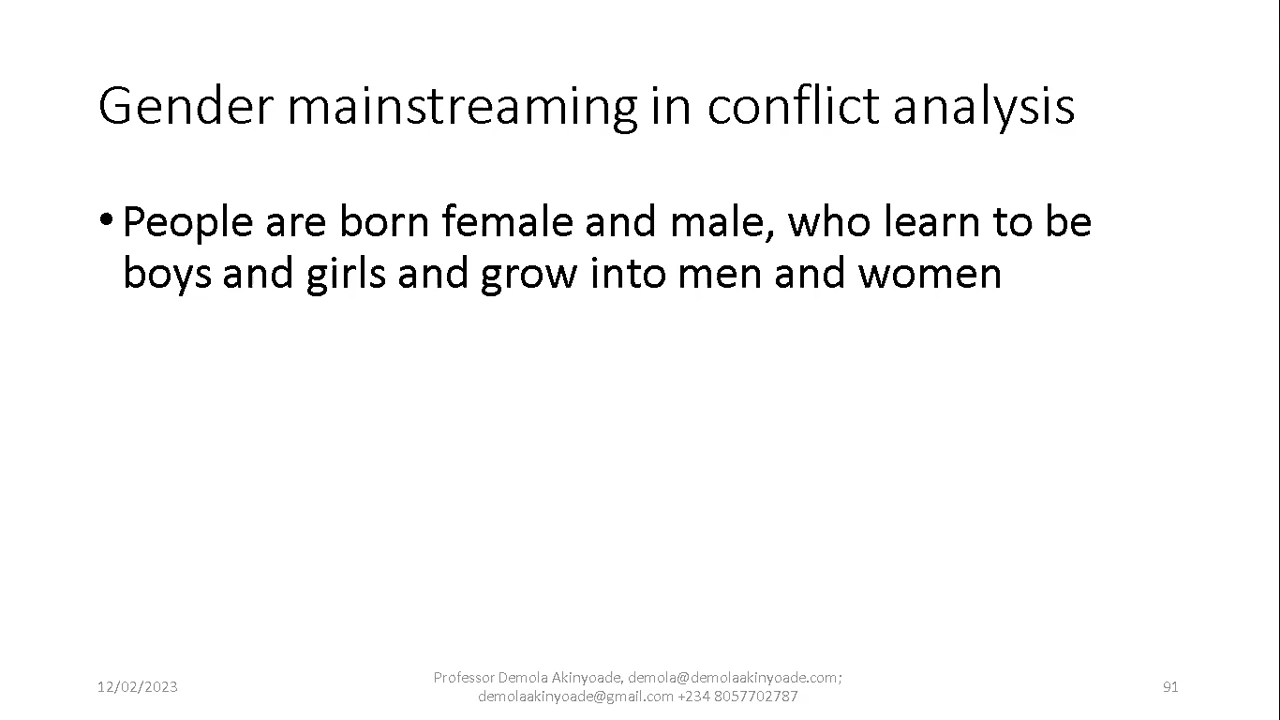 Gender mainstreaming in conflict analysis
• People are born female and male, who learn to be
boys and girls and grow into men and women
12/02/2023
Professor Demola Akinyoade, demola@demolaakinyoade.com;
demolaakinyoade@gmail.com +234 8057702787
91